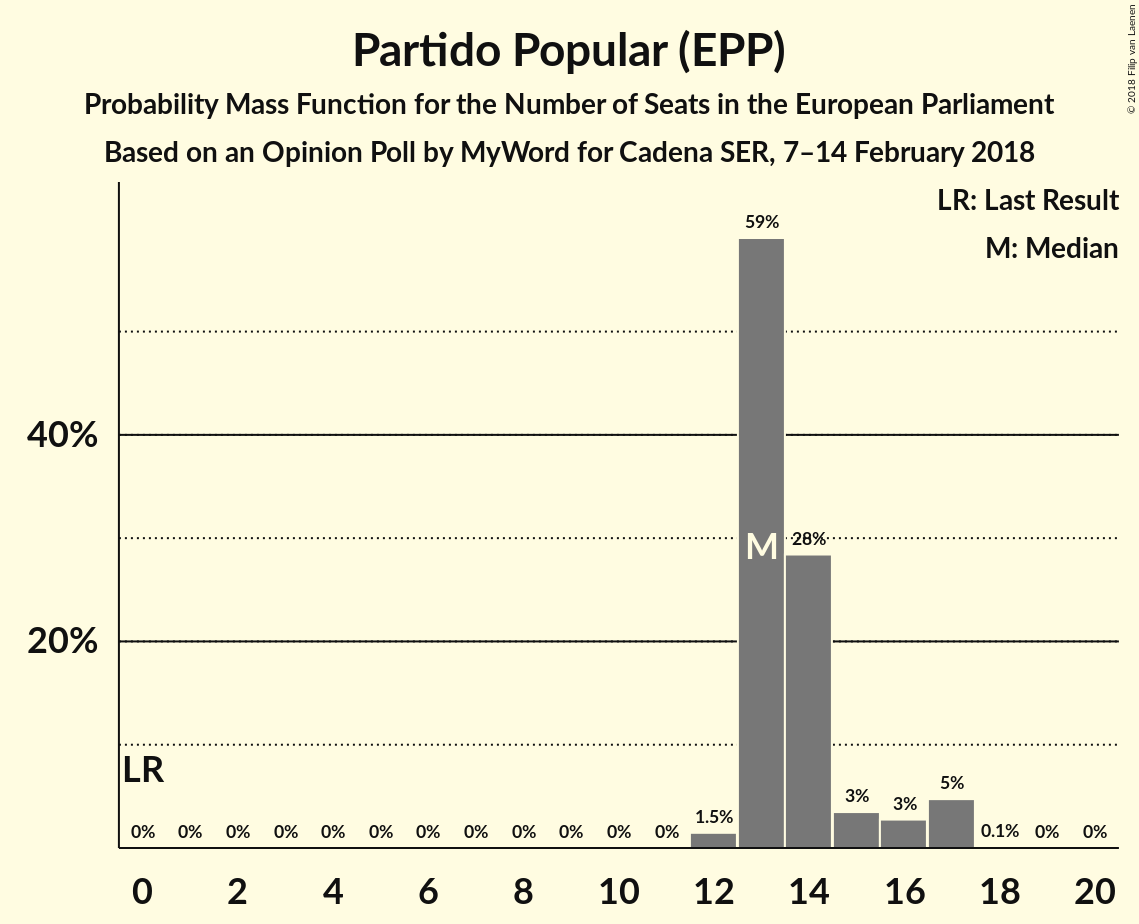 Partido Popular (EPP)
Probability Mass Function for the Number of Seats in the European Parliament
Based on an Opinion Poll by MyWord for Cadena SER, 7–14 February 2018
© 2018 Filip van Laenen
LR: Last Result
M: Median
59%
40%
M
28%
20%
LR
0% 0% 0% 0% 0% 0% 0% 0% 0% 0% 0% 0% 1.5% 3% 3% 5% 0.1% 0% 0%
0 2 4 6 8 10 12 14 16 18 20